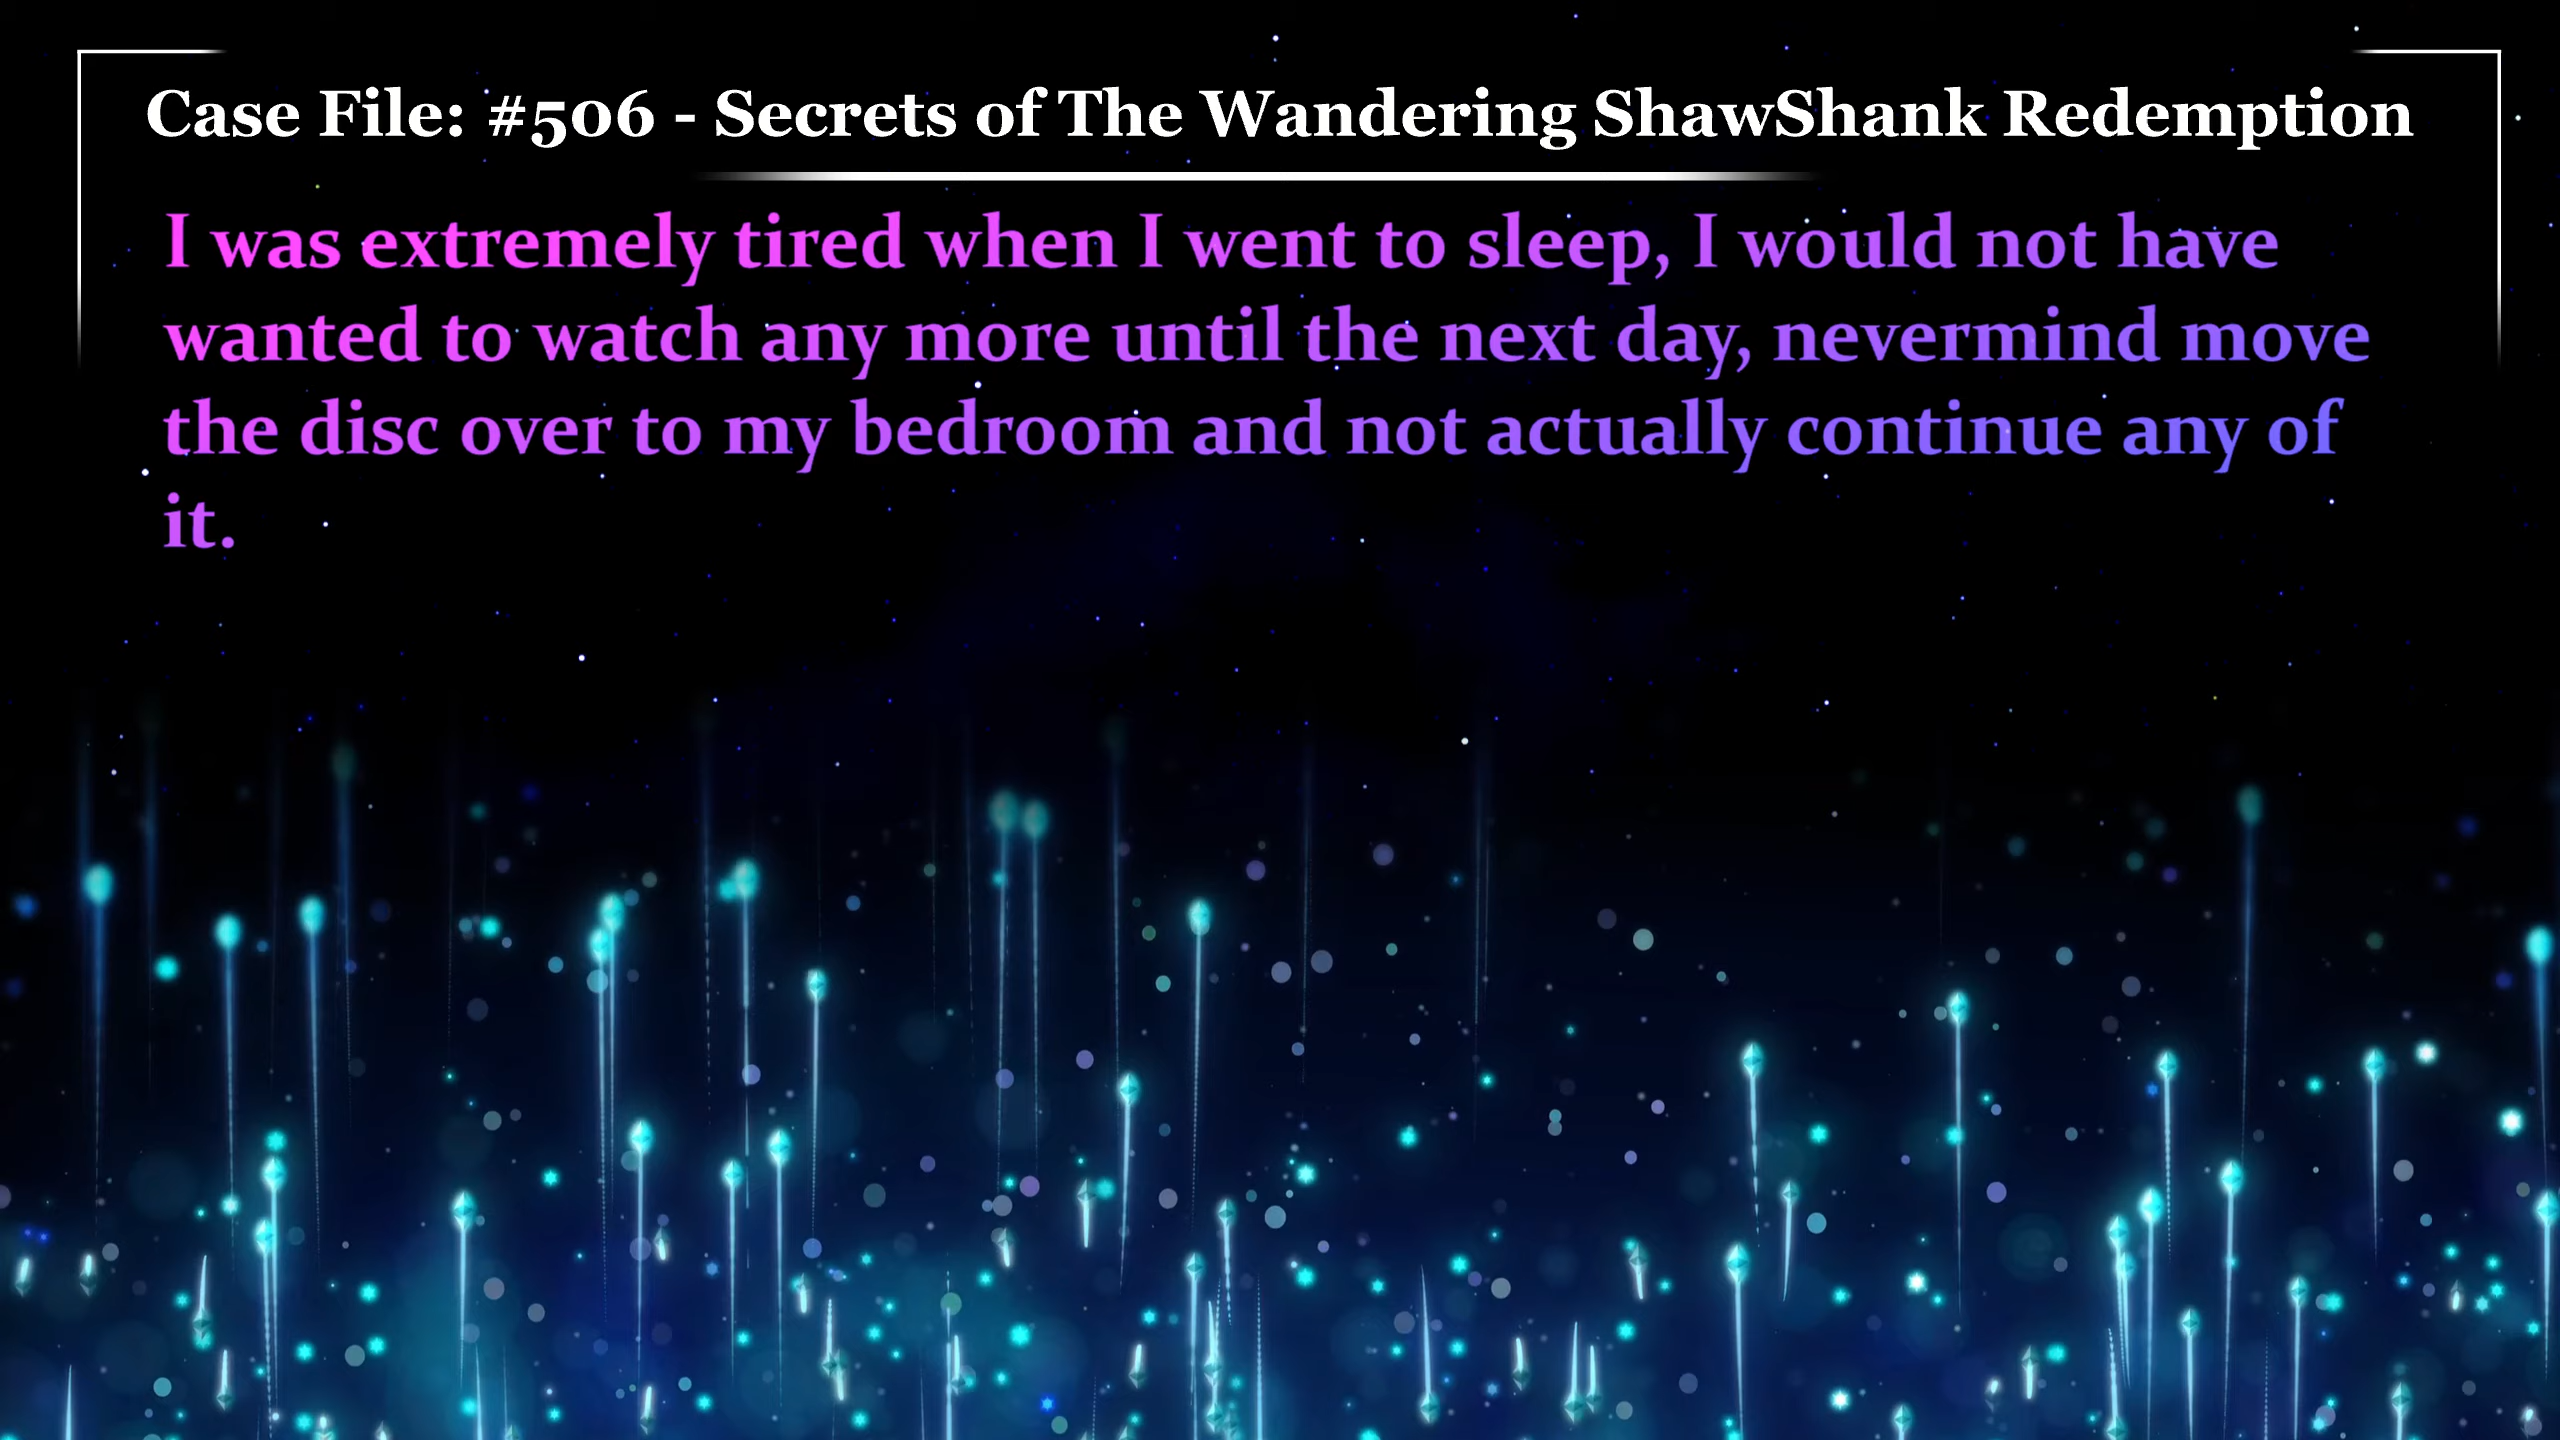 Case File: #506 - Secrets of The Wandering ShawShank Redemption
I was extremely tired when I went to sleep, I would not have
wanted to watch any more until the next day, nevermind move
the disc over to my bedroom and not actually continue any of
it.